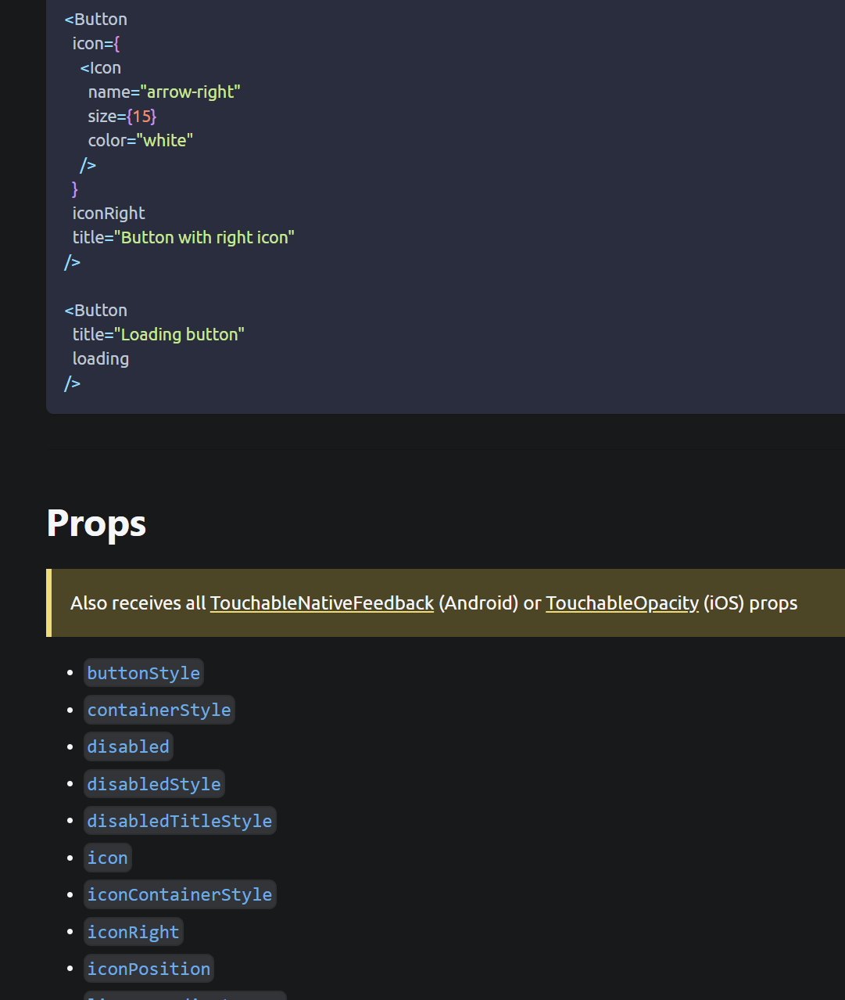 <Button
icon={
<Icon
name="arrow-right"
size={15}
color="white"
/>
}
iconRight
title="Button with right icon"
/>
<Button
title="Loading button"
loading
/>
Props
Also receives all TouchableNativeFeedback (Android) or TouchableOpacity (iOS) props
• buttonStyle
• containerStyle
• disabled
• disabledStyle
• disabledTitleStyle
• icon
• iconContainerStyle
• iconRight
• iconPosition